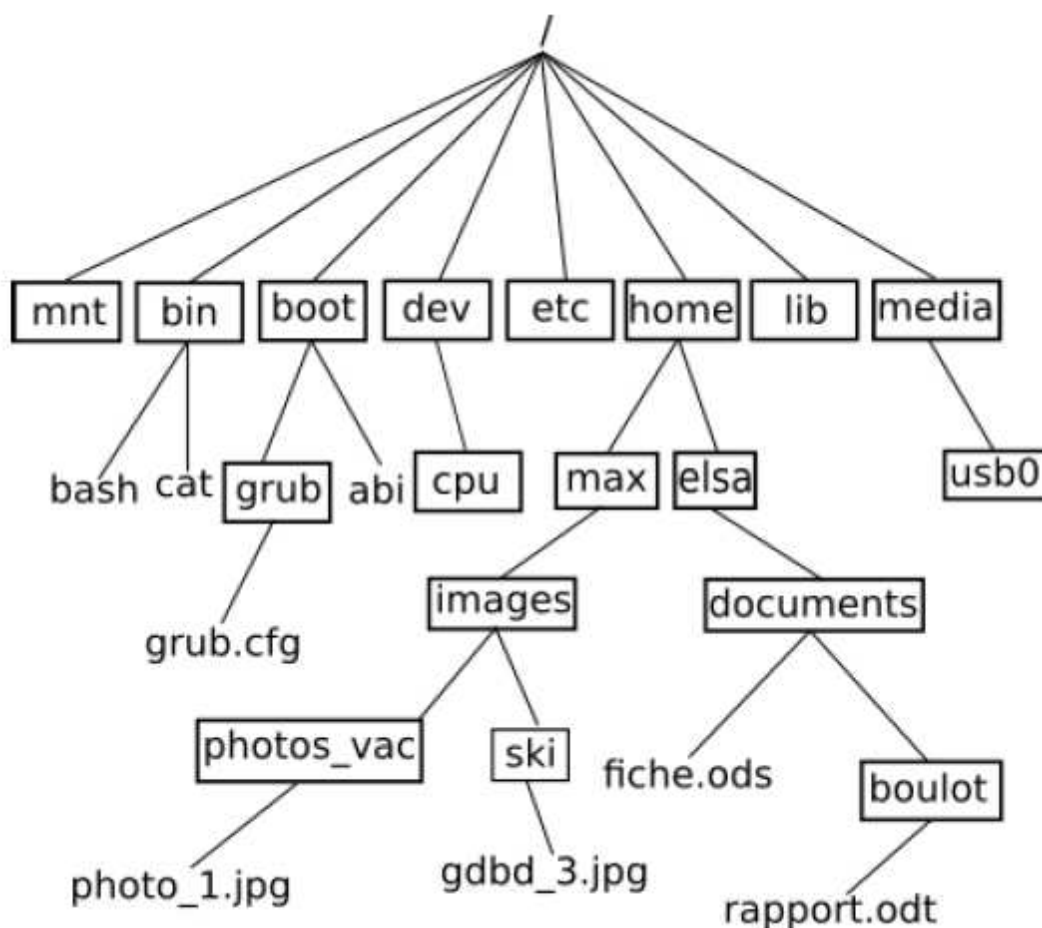 /
mnt bin boot dev etc home lib media
bash cat grub abi cpu max elsa usb0
images documents
grub.cfg
photos_vac ski fiche.ods boulot
photo_1.jpg gdbd_3.jpg rapport.odt